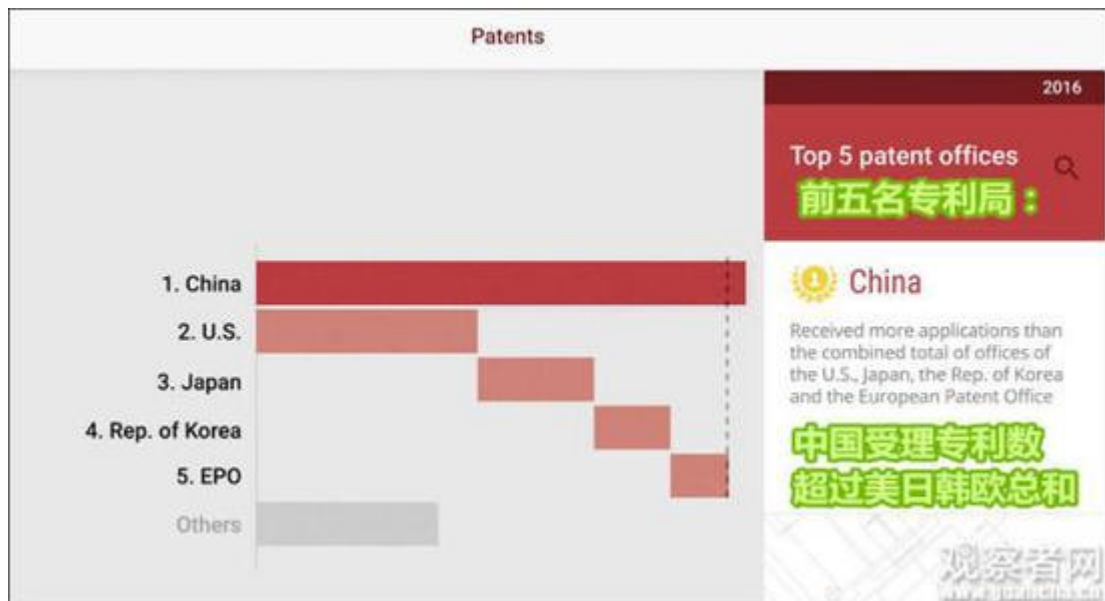 Patents
2016
Top 5 patent offices
前五名专利局：
1. China
2. U.S.
3. Japan
4. Rep. of Korea
5. EPO
Others
1
China
Received more applications than
the combined total of offices of
the U.S., Japan, the Rep. of Korea
and the European Patent Office
中国受理专利数
超过美日韩欧总和
观察者网